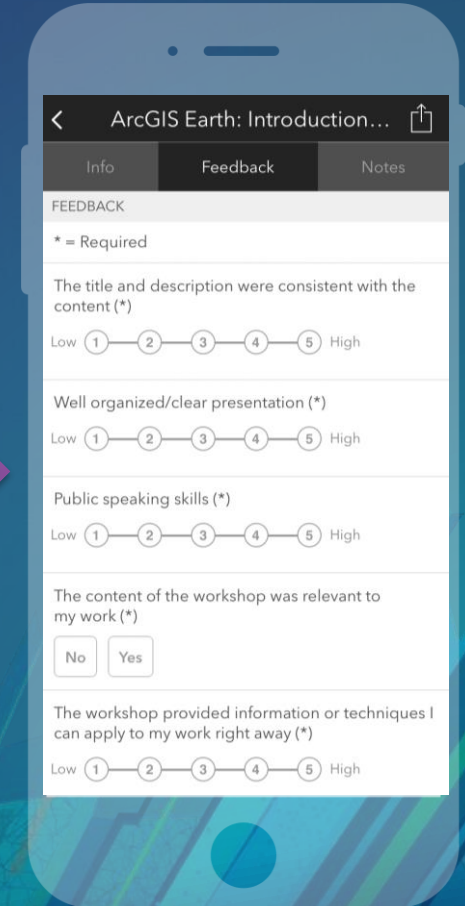 ArcGIS Earth: Introduction...
Info Feedback Notes
FEEDBACK
* = Required
The title and description were consistent with the
content (*)
Low 1 2 3 4 5 High
Well organized/clear presentation (*)
Low 1 2 3 4 5 High
Public speaking skills (*)
Low 1 2 3 4 5 High
The content of the workshop was relevant to
my work (*)
No Yes
The workshop provided information or techniques I
can apply to my work right away (*)
Low 1 2 3 4 5 High